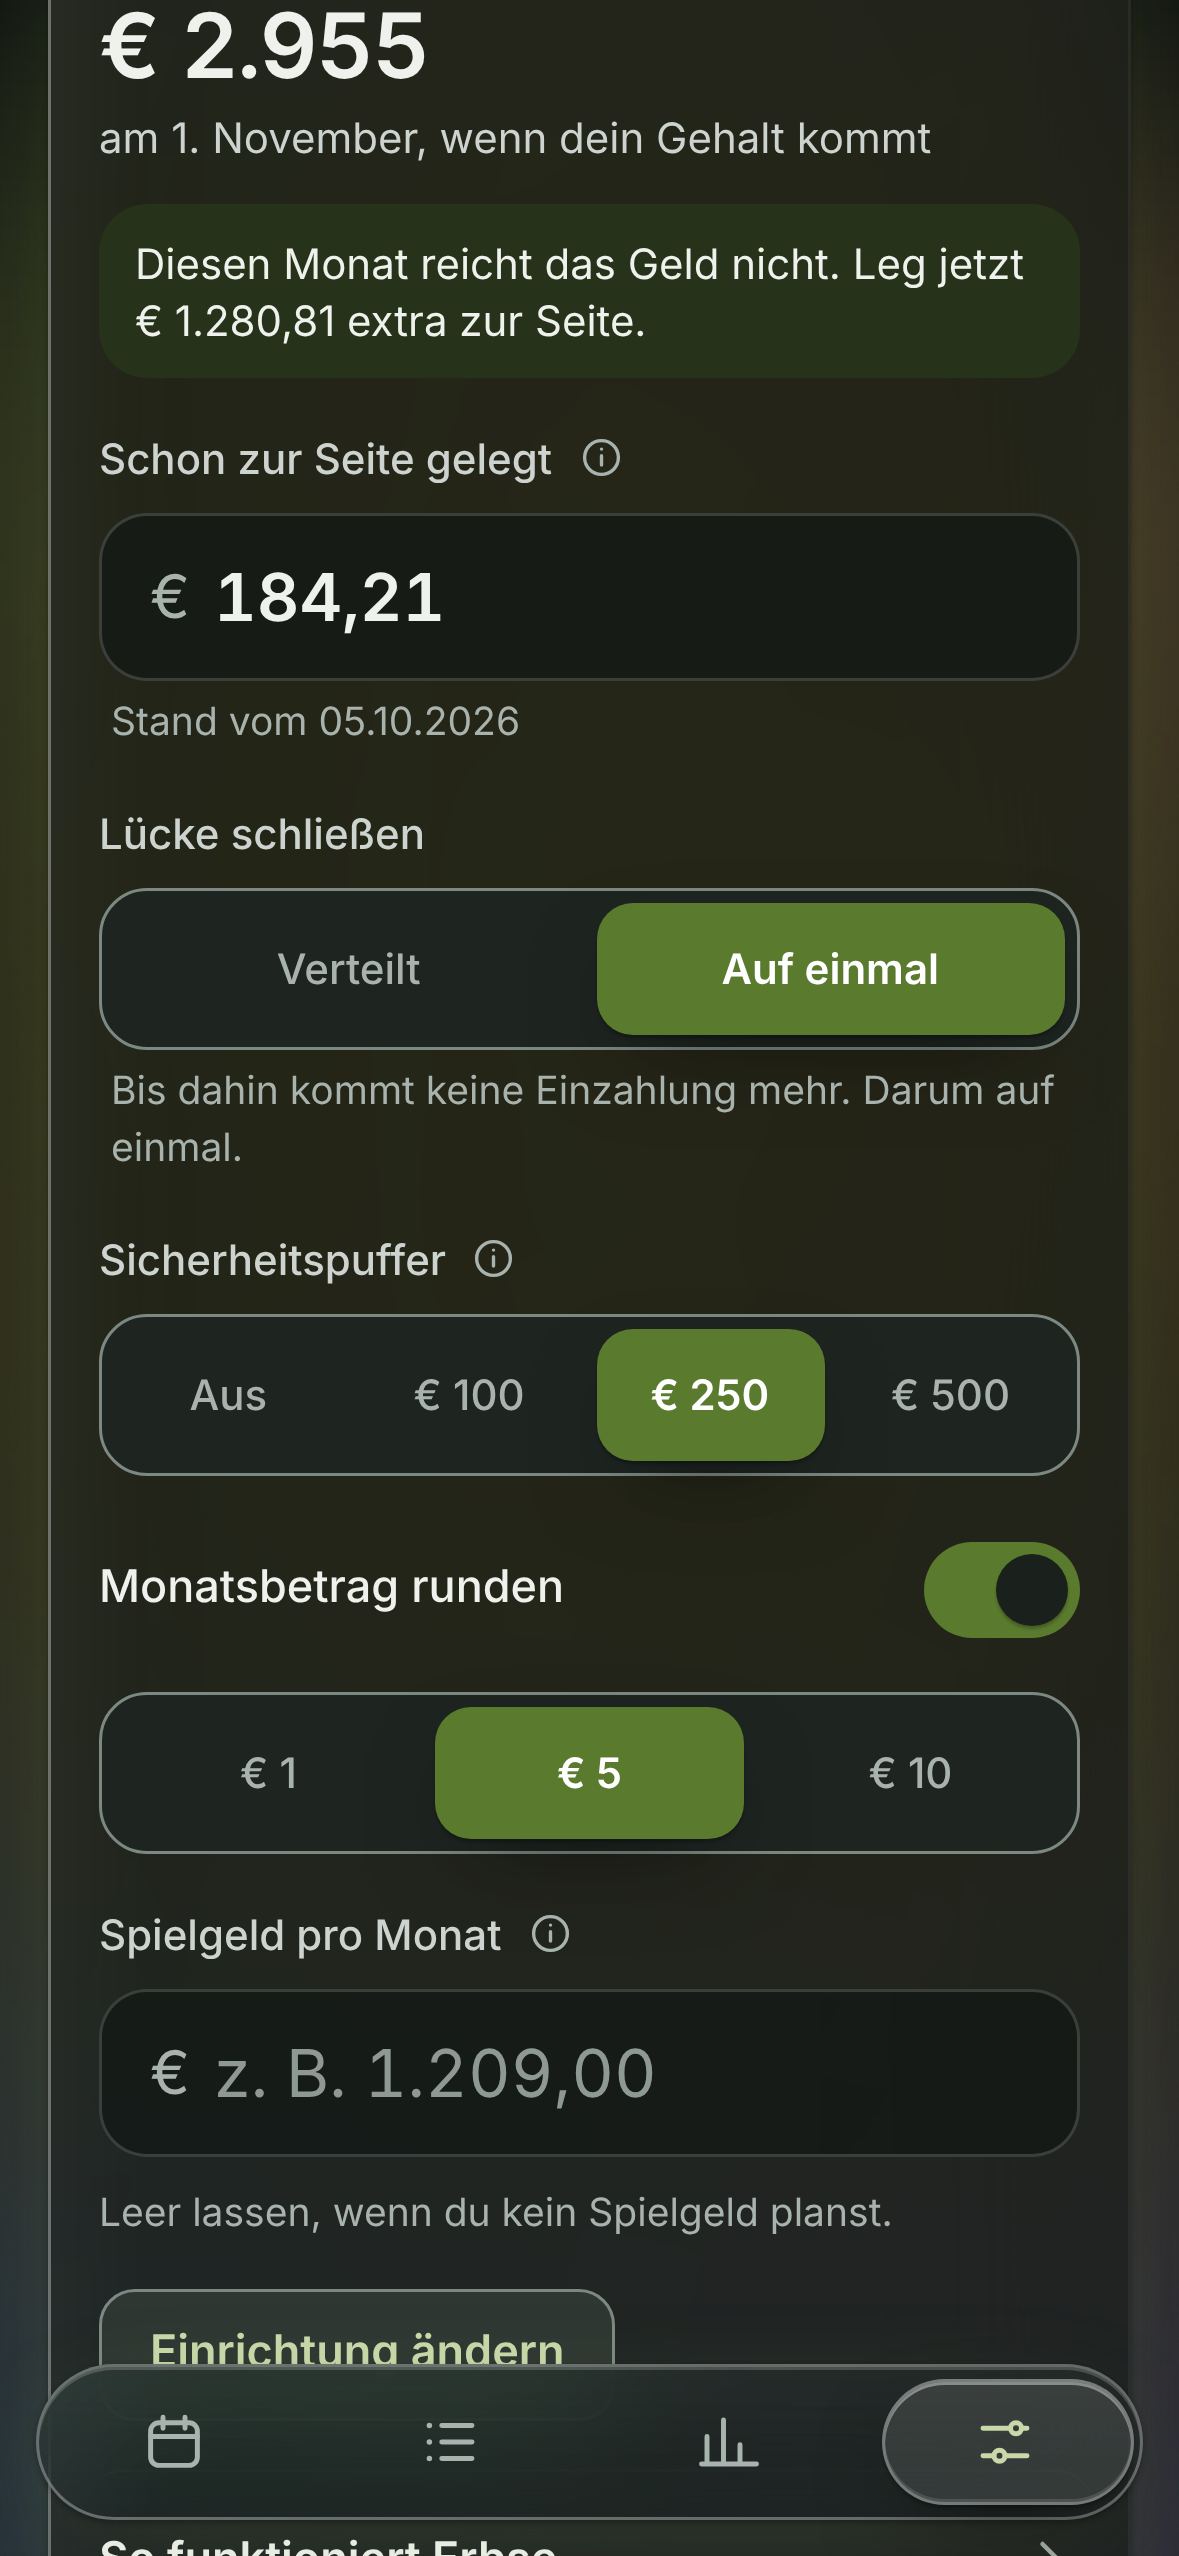 € 2.955
am 1. November, wenn dein Gehalt kommt
Diesen Monat reicht das Geld nicht. Leg jetzt
€ 1.280,81 extra zur Seite.
Schon zur Seite gelegt
€ 184,21
Stand vom 05.10.2026
Lücke schließen
Verteilt Auf einmal
Bis dahin kommt keine Einzahlung mehr. Darum auf
einmal.
Sicherheitspuffer
Aus € 100 € 250 € 500
Monatsbetrag runden
€ 1 € 5 € 10
Spielgeld pro Monat
€ z. B. 1.209,00
Leer lassen, wenn du kein Spielgeld planst.
Einrichtung ändern
So funktioniert Erbse